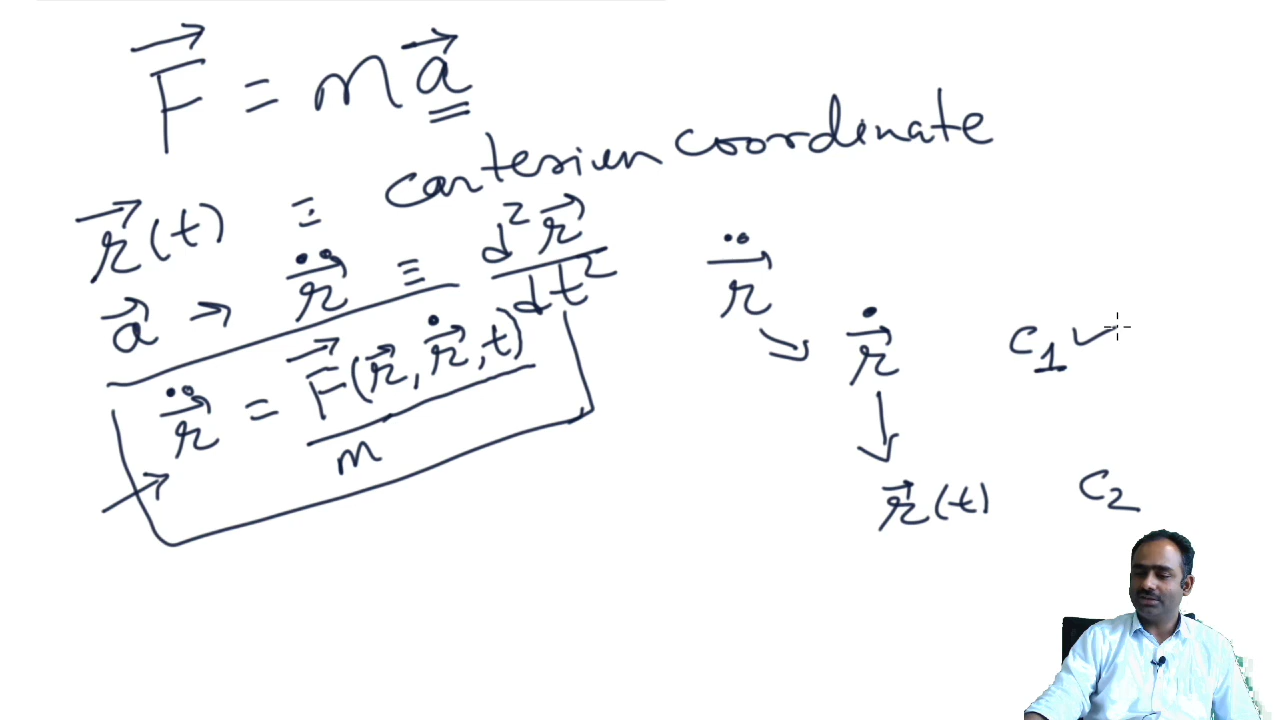 F⃗ = m a⃗
r⃗(t) ≡ cartesian coordinate
a⃗ → r̈⃗ ≡ d²r⃗/dt²
r̈⃗ = F⃗(r⃗, ṙ⃗, t)/m
r̈⃗
ṙ⃗ C₁ ✓
r⃗(t) C₂